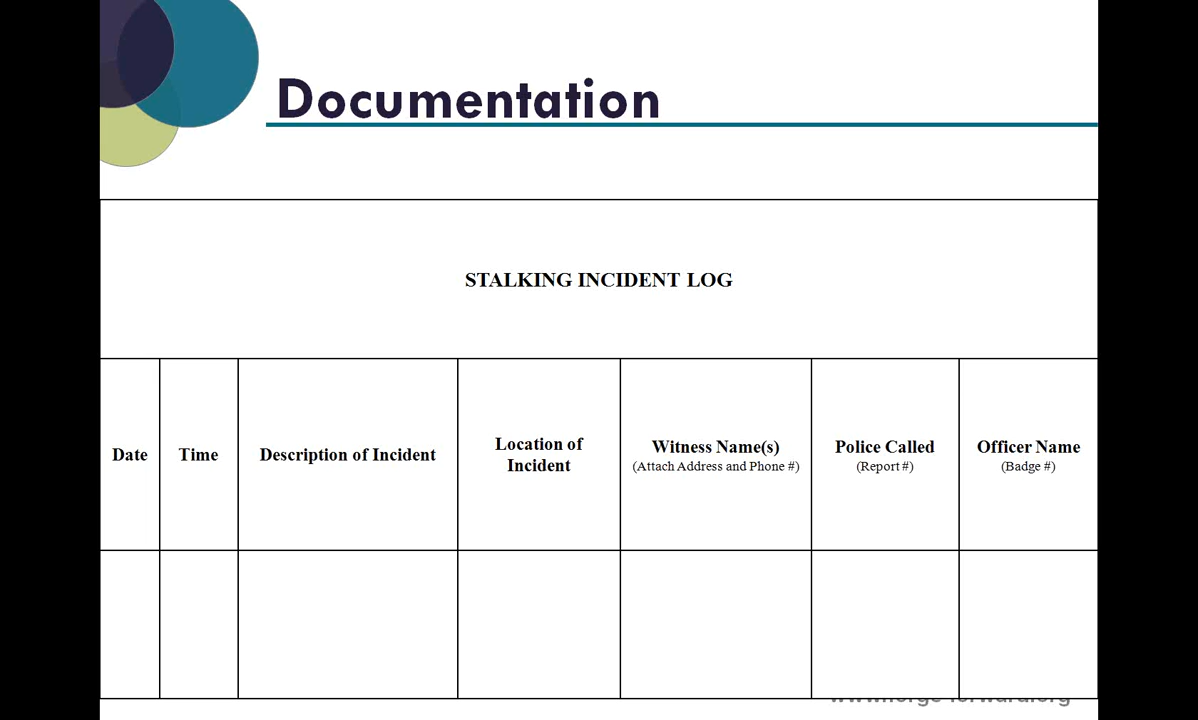 Documentation
STALKING INCIDENT LOG
Date
Time
Description of Incident
Location of
Incident
Witness Name(s)
(Attach Address and Phone #)
Police Called
(Report #)
Officer Name
(Badge #)